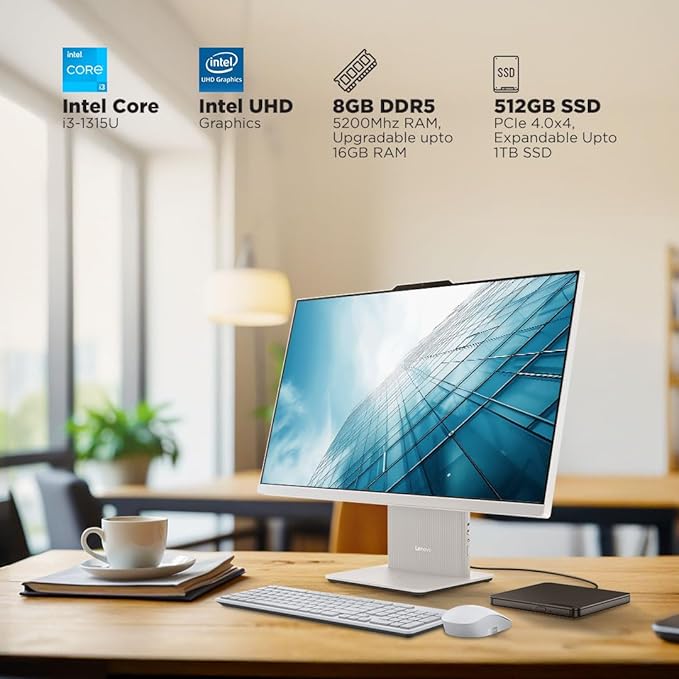 intel
CORE
i3
Intel Core
i3-1315U
intel
UHD Graphics
Intel UHD
Graphics
8GB DDR5
5200Mhz RAM,
Upgradable upto
16GB RAM
SSD
512GB SSD
PCIe 4.0x4,
Expandable Upto
1TB SSD
Lenovo